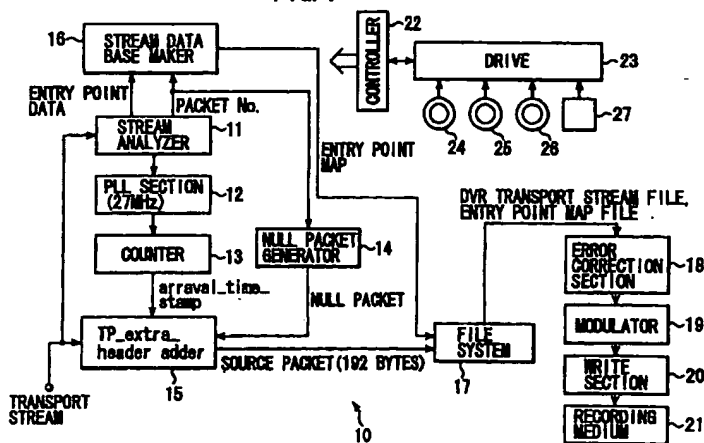 22
16
STREAM DATA
BASE MAKER
CONTROLLER
DRIVE
23
ENTRY POINT
DATA
PACKET No.
24
25
26
27
STREAM
ANALYZER
11
ENTRY POINT
MAP
PLL SECTION
(27MHz)
12
DVR TRANSPORT STREAM FILE,
ENTRY POINT MAP FILE
COUNTER
13
NULL PACKET
GENERATOR
14
ERROR
CORRECTION
SECTION
18
arraval_time_
stamp
NULL PACKET
MODULATOR
19
TP_extra_
header adder
FILE
SYSTEM
SOURCE PACKET(192 BYTES)
WRITE
SECTION
20
15
17
TRANSPORT
STREAM
RECORDING
MEDIUM
21
10